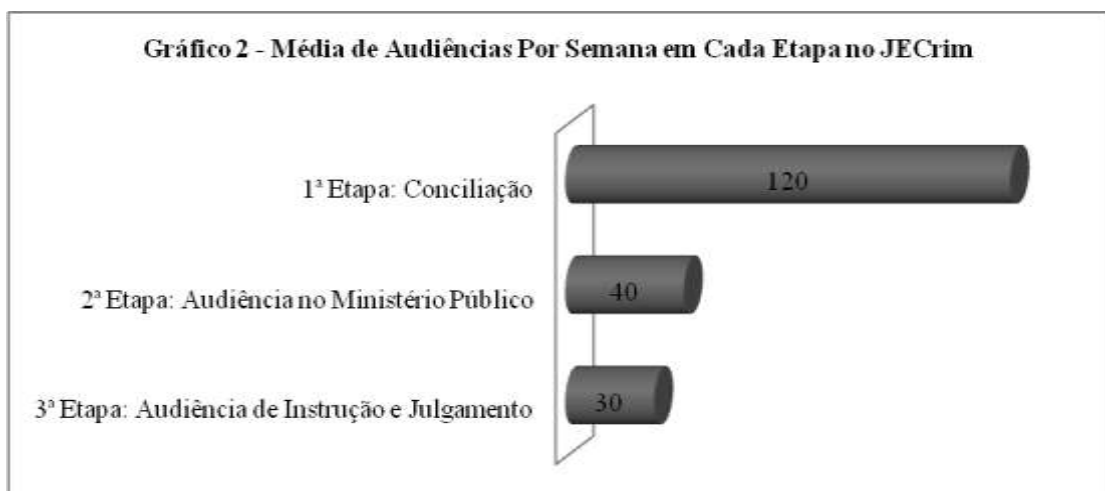 Gráfico 2 - Média de Audiências Por Semana em Cada Etapa no JECrim
1ª Etapa: Conciliação
120
2ª Etapa: Audiência no Ministério Público
40
3ª Etapa: Audiência de Instrução e Julgamento
30